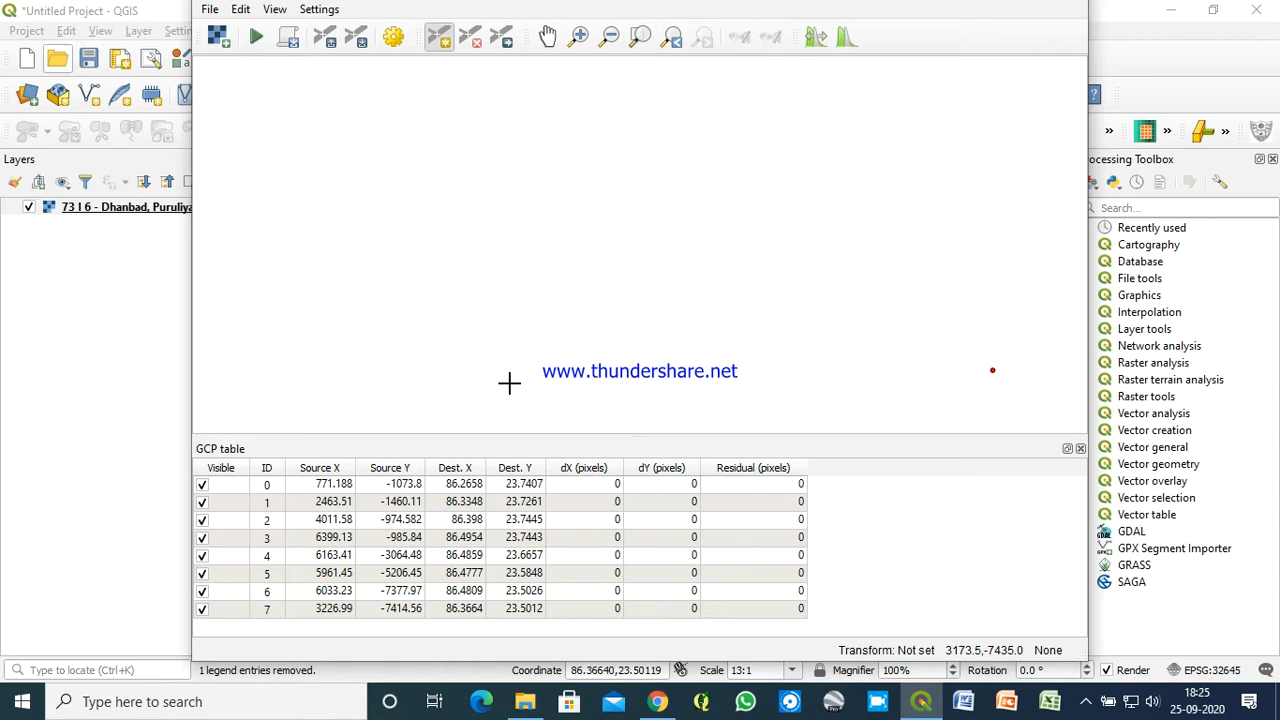 *Untitled Project - QGIS
Project Edit View Layer
File Edit View Settings
Layers
73 I 6 - Dhanbad, Puruliya
www.thundershare.net
GCP table
Visible ID Source X Source Y Dest. X Dest. Y dX (pixels) dY (pixels) Residual (pixels)
0 771.188 -1073.8 86.2658 23.7407 0 0 0
1 2463.51 -1460.11 86.3348 23.7261 0 0 0
2 4011.58 -974.582 86.398 23.7445 0 0 0
3 6399.13 -985.84 86.4954 23.7443 0 0 0
4 6163.41 -3064.48 86.4859 23.6657 0 0 0
5 5961.45 -5206.45 86.4777 23.5848 0 0 0
6 6033.23 -7377.97 86.4809 23.5026 0 0 0
7 3226.99 -7414.56 86.3664 23.5012 0 0 0
Transform: Not set 3173.5,-7435.0 None
Search...
Recently used
Cartography
Database
File tools
Graphics
Interpolation
Layer tools
Network analysis
Raster analysis
Raster terrain analysis
Raster tools
Vector analysis
Vector creation
Vector general
Vector geometry
Vector overlay
Vector selection
Vector table
GDAL
GPX Segment Importer
GRASS
SAGA
Type to locate (Ctrl+K) 1 legend entries removed. Coordinate 86.36640,23.50119 Scale 13:1 Magnifier 100% Rotation 0.0 ° Render EPSG:32645
Type here to search
18:25
25-09-2020